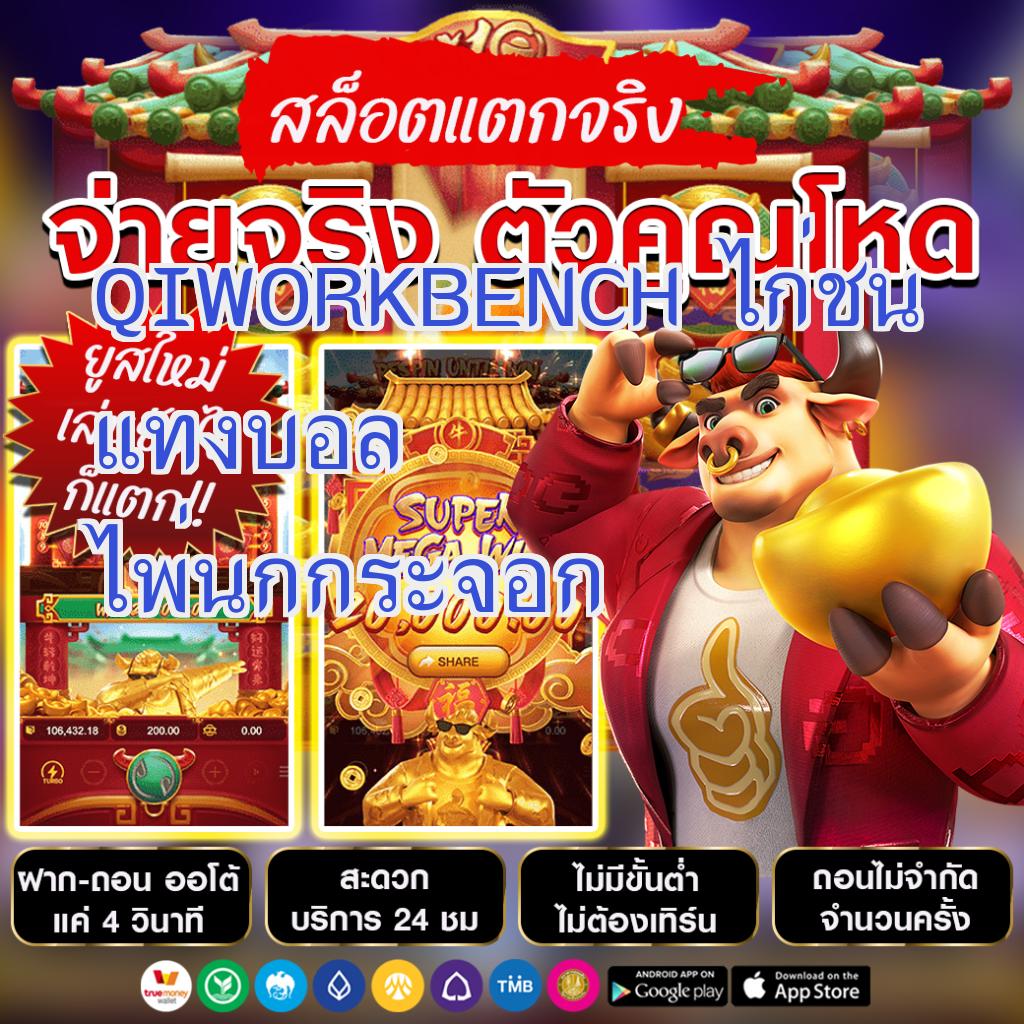 สล็อตแตกจริง
จ่ายจริง ตัวคูณโหด
QIWORKBENCH ไก่ชน
ยูสใหม่
แทงบอล
ก็แตก!!
SUPER
MEGA
ไพ่นกกระจอก
SHARE
106,432.18 200.00 0.00
TURBO
ฝาก-ถอน ออโต้
แค่ 4 วินาที
สะดวก
บริการ 24 ชม
ไม่มีขั้นต่ำ
ไม่ต้องเทิร์น
ถอนไม่จำกัด
จำนวนครั้ง
truemoney
wallet
TMB
ANDROID APP ON
Google play
Download on the
App Store